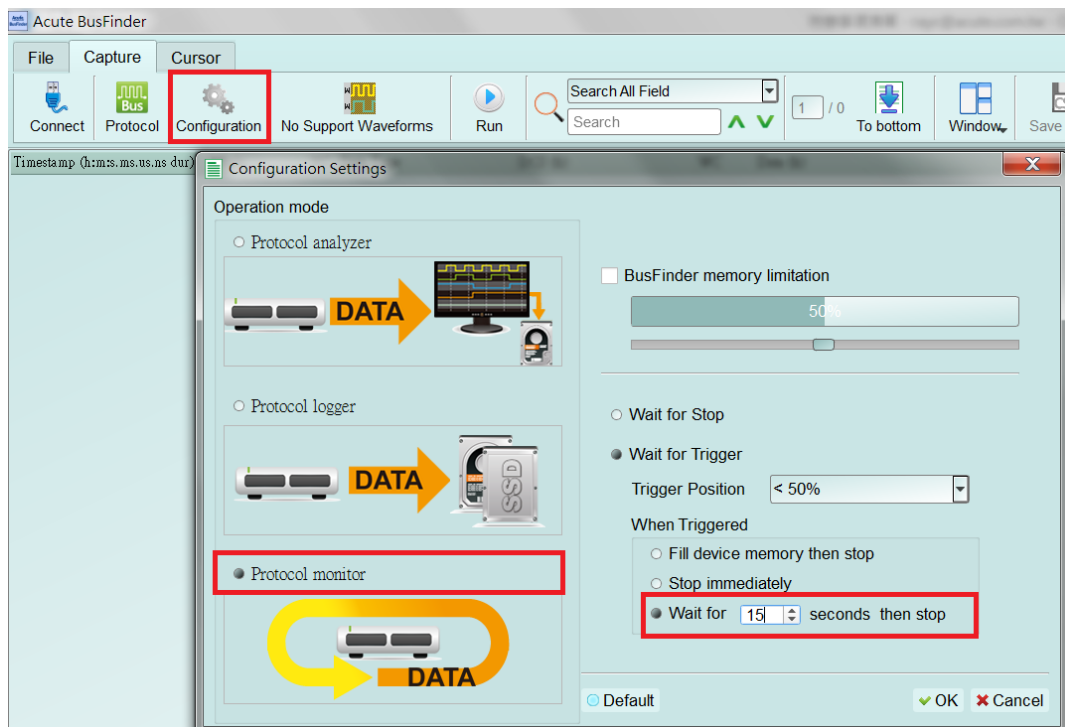 Acute BusFinder
File Capture Cursor
Connect Protocol Configuration No Support Waveforms Run Search All Field Search 1 / 0 To bottom Window Save
Timestamp (h:m:s.ms.us.ns dur)
Configuration Settings
Operation mode
Protocol analyzer
DATA
Protocol logger
DATA
SSD
Protocol monitor
DATA
BusFinder memory limitation
50%
Wait for Stop
Wait for Trigger
Trigger Position < 50%
When Triggered
Fill device memory then stop
Stop immediately
Wait for 15 seconds then stop
Default OK Cancel